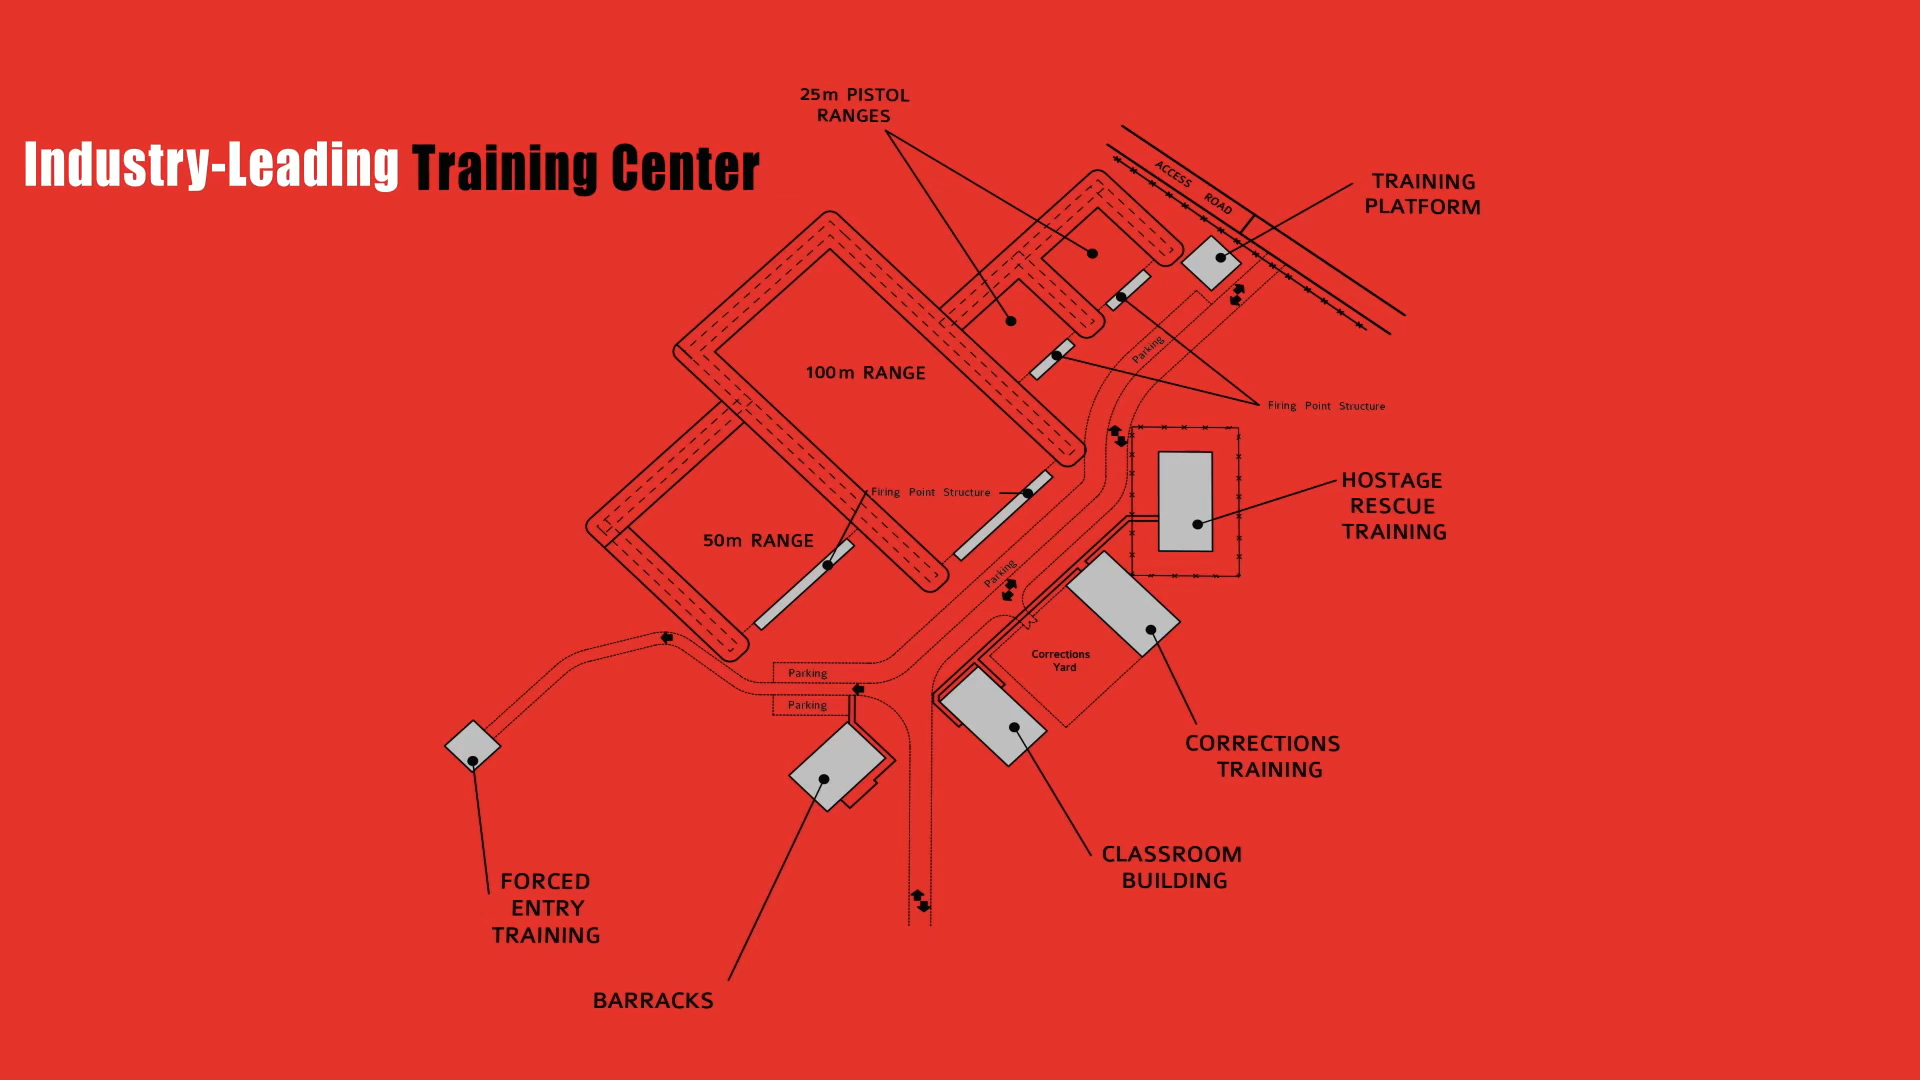 25m PISTOL
RANGES
Industry-Leading Training Center
ACCESS ROAD
TRAINING
PLATFORM
Parking
100m RANGE
Firing Point Structure
HOSTAGE
RESCUE
TRAINING
Firing Point Structure
50m RANGE
Parking
Corrections
Yard
Parking
Parking
CORRECTIONS
TRAINING
CLASSROOM
BUILDING
FORCED
ENTRY
TRAINING
BARRACKS